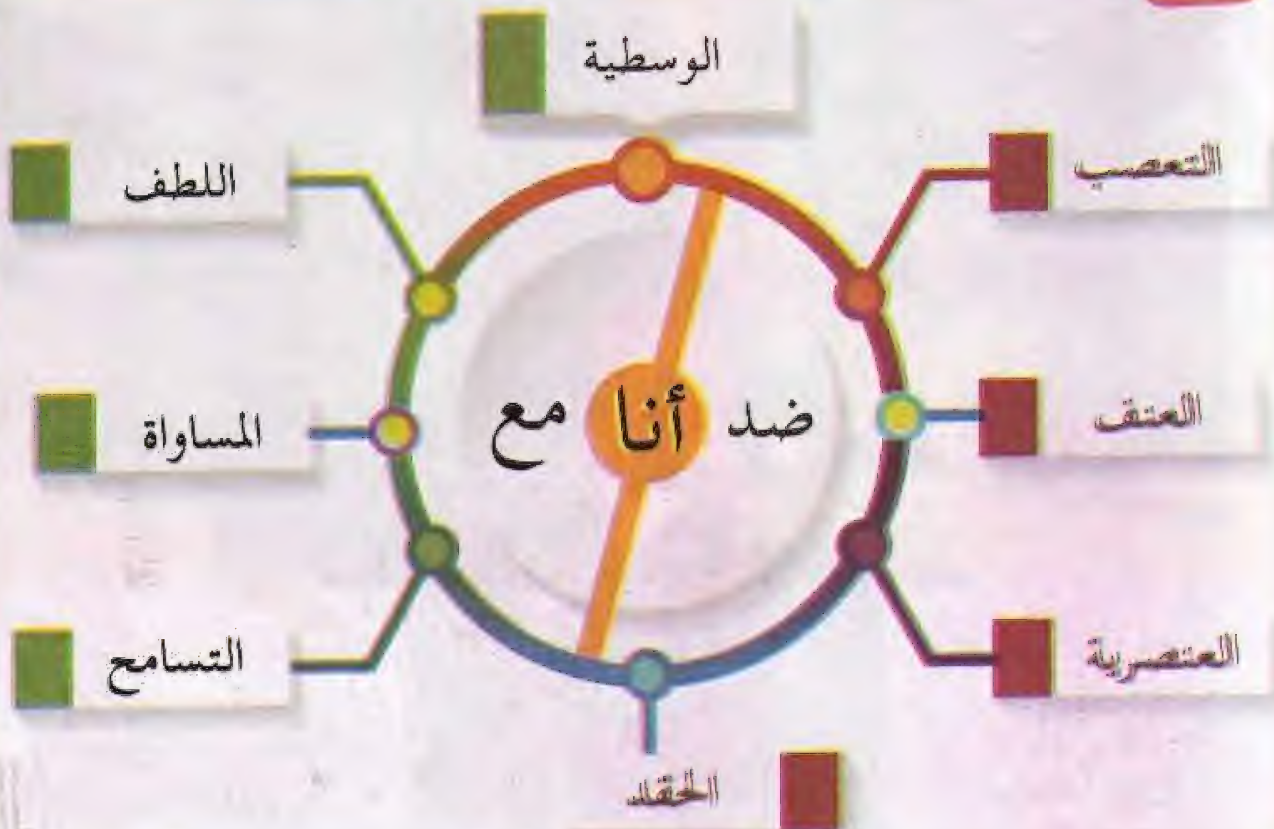 الوسطية
التعصب
اللطف
العنف
ضد أنا مع
المساواة
العنصرية
التسامح
الحقد